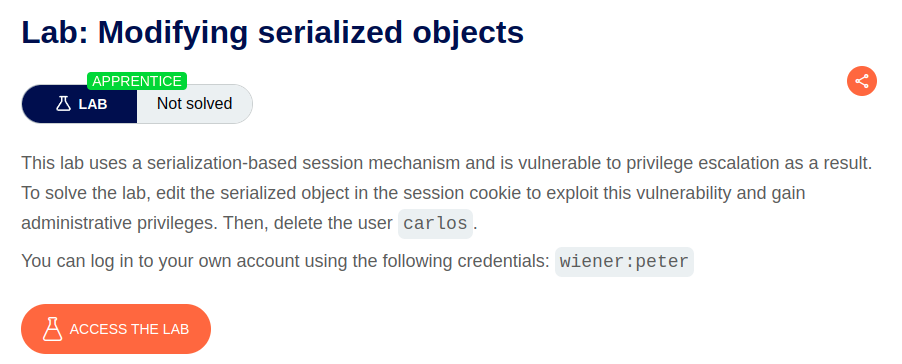 Lab: Modifying serialized objects
APPRENTICE
LAB
Not solved
This lab uses a serialization-based session mechanism and is vulnerable to privilege escalation as a result.
To solve the lab, edit the serialized object in the session cookie to exploit this vulnerability and gain
administrative privileges. Then, delete the user carlos.
You can log in to your own account using the following credentials: wiener:peter
ACCESS THE LAB